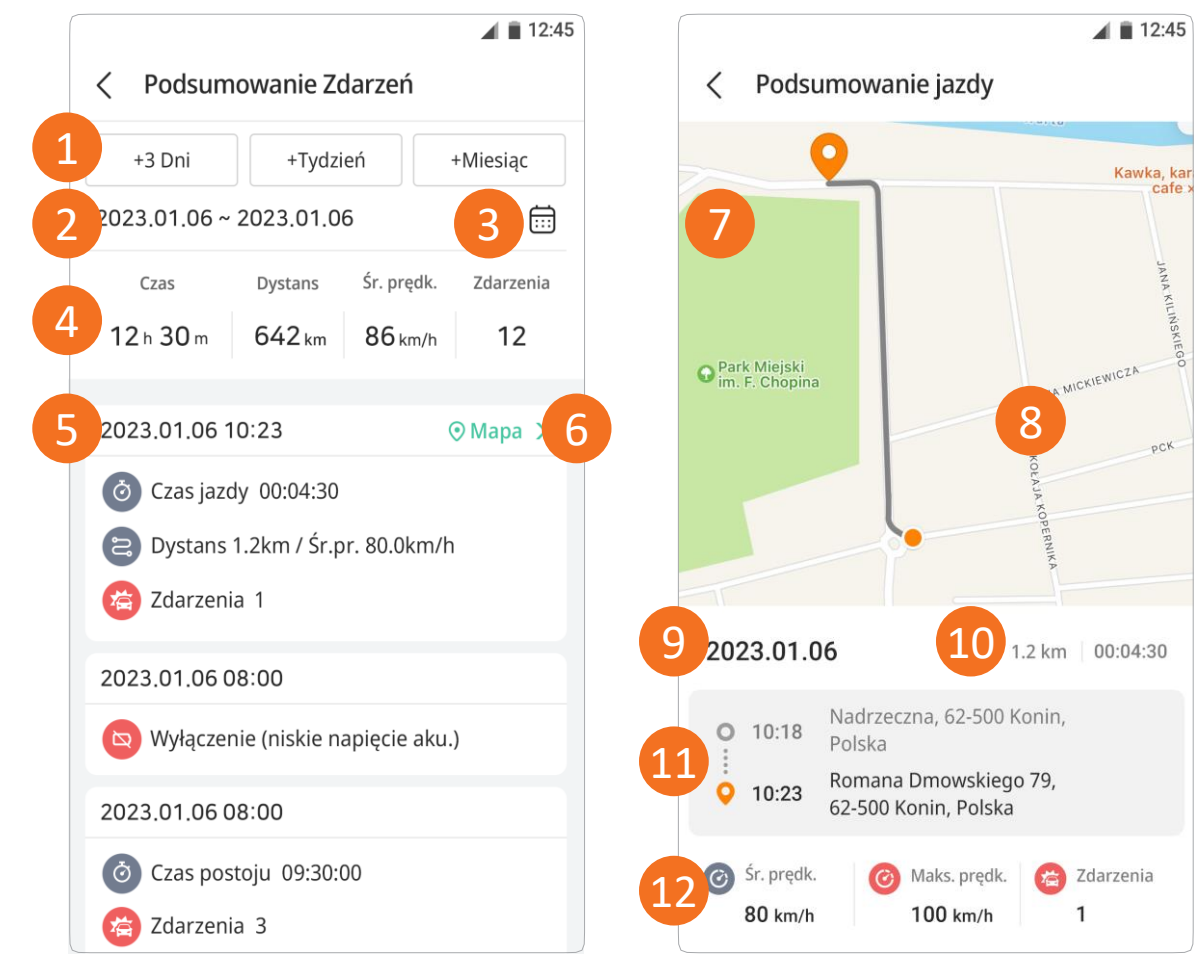 12:45
Podsumowanie Zdarzeń
1
+3 Dni
+Tydzień
+Miesiąc
2
2023.01.06 ~ 2023.01.06
3
Czas
Dystans
Śr. prędk.
Zdarzenia
4
12 h 30 m
642 km
86 km/h
12
5
2023.01.06 10:23
Mapa
6
Czas jazdy 00:04:30
Dystans 1.2km / Śr.pr. 80.0km/h
Zdarzenia 1
2023.01.06 08:00
Wyłączenie (niskie napięcie aku.)
2023.01.06 08:00
Czas postoju 09:30:00
Zdarzenia 3
12:45
Podsumowanie jazdy
Kawka, kar
cafe
7
JANA KILIŃSKIEGO
Park Miejski
im. F. Chopina
MICKIEWICZA
8
PCK
KOŁAJA KOPERNIKA
9
2023.01.06
10
1.2 km
00:04:30
11
10:18
Nadrzeczna, 62-500 Konin,
Polska
10:23
Romana Dmowskiego 79,
62-500 Konin, Polska
12
Śr. prędk.
80 km/h
Maks. prędk.
100 km/h
Zdarzenia
1